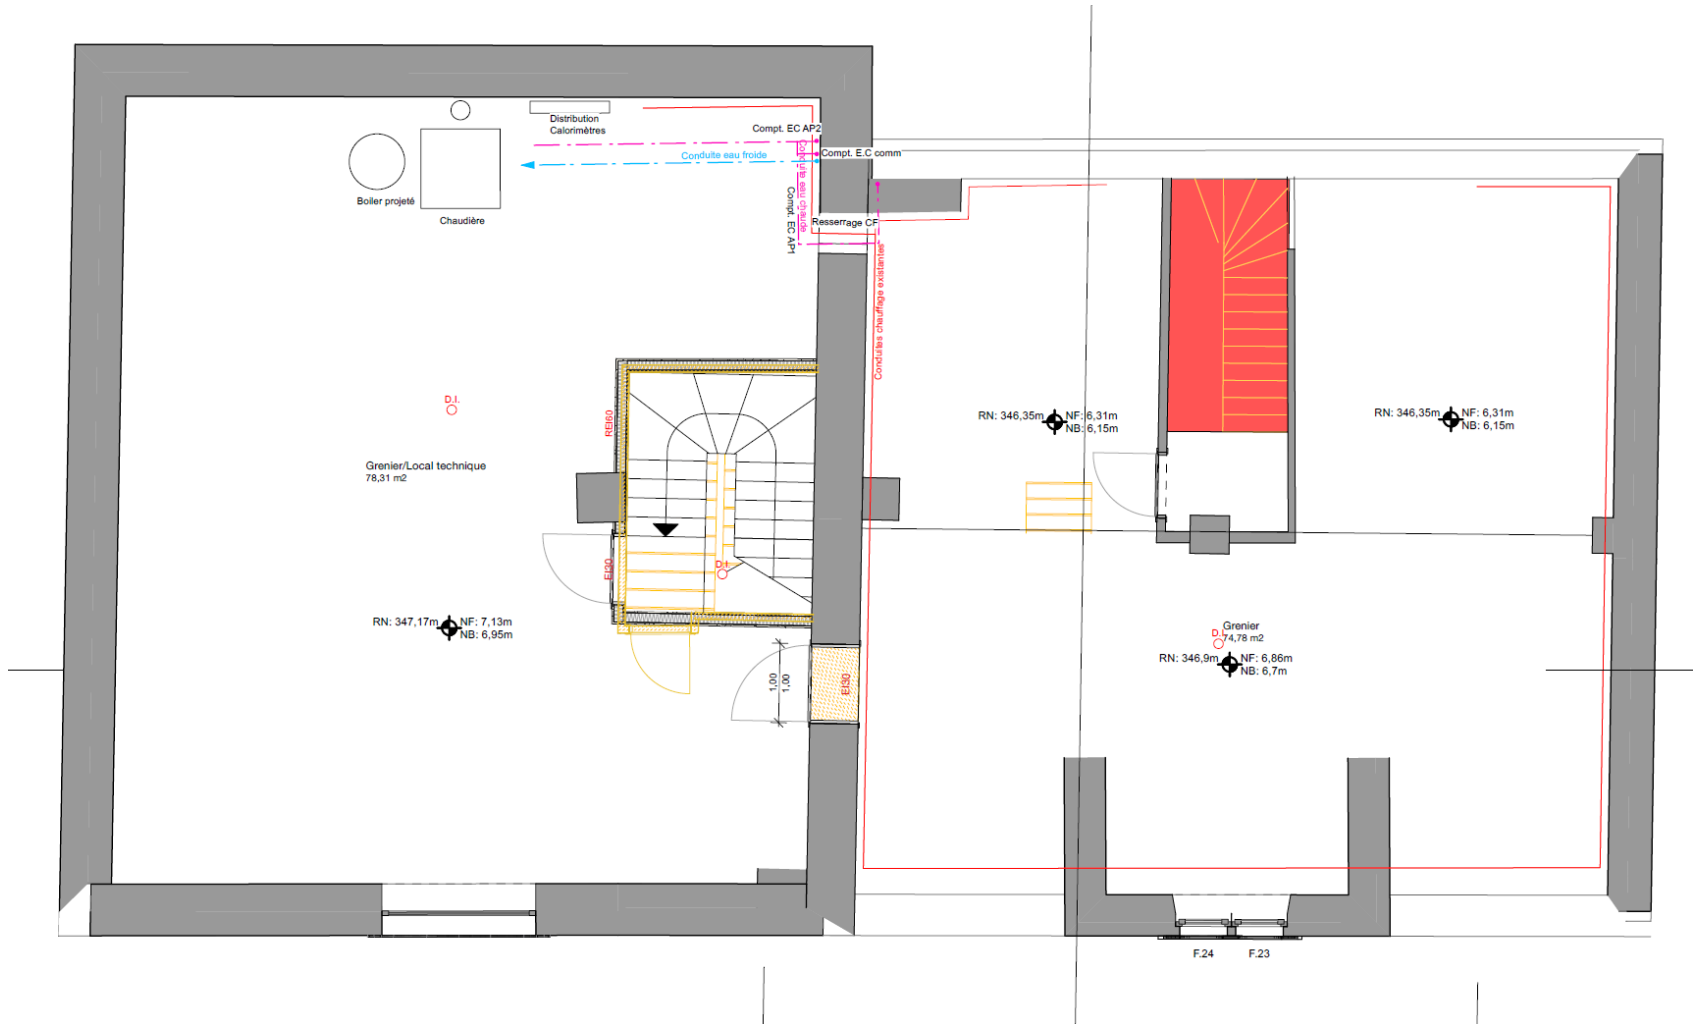 Distribution
Calorimètres
Boiler projeté
Chaudière
Compt. EC AP2
Conduite eau froide
Compt. E.C comm
Conduite eau chaude
Compt. EC AP1
Resserrage CF
Conduites chauffage existantes
D.I.
REI60
Grenier/Local technique
78,31 m2
RN: 346,35m
NF: 6,31m
NB: 6,15m
RN: 346,35m
NF: 6,31m
NB: 6,15m
EI30
D.I.
RN: 347,17m
NF: 7,13m
NB: 6,95m
1,00
1,00
EI30
Grenier
D.I.
74,78 m2
RN: 346,9m
NF: 6,86m
NB: 6,7m
F.24
F.23